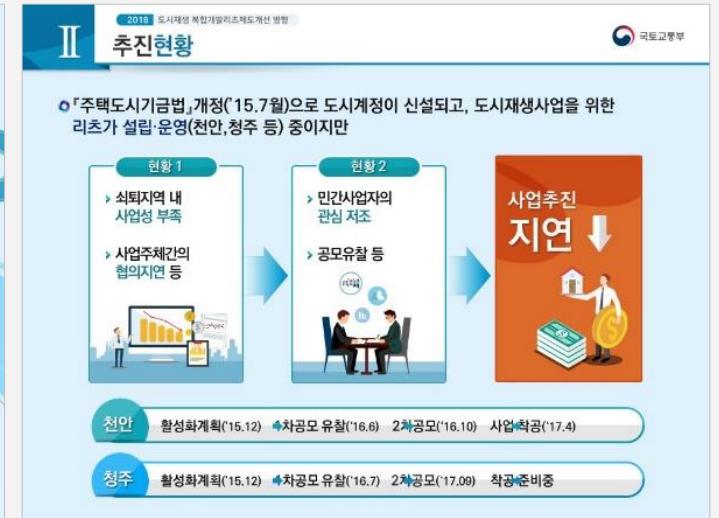 2018 도시재생 복합개발리츠제도개선 방향
Ⅱ 추진현황
국토교통부
『주택도시기금법』개정('15.7월)으로 도시계정이 신설되고, 도시재생사업을 위한
리츠가 설립·운영(천안,청주 등) 중이지만
현황 1
› 쇠퇴지역 내
사업성 부족
› 사업주체간의
협의지연 등
현황 2
› 민간사업자의
관심 저조
› 공모유찰 등
사업추진
지연
천안 활성화계획('15.12) 차공모 유찰('16.6) 2차공모('16.10) 사업 착공('17.4)
청주 활성화계획('15.12) 차공모 유찰('16.7) 2차공모('17.09) 착공 준비중